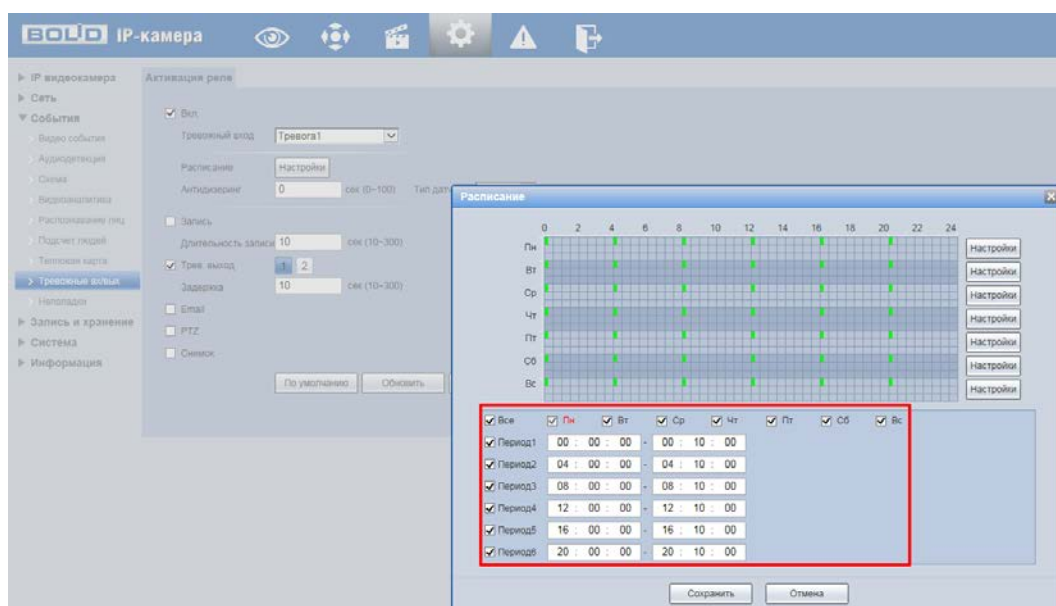 BOLID IP-камера
IP видеокамера
Сеть
События
Видео события
Аудиодетекция
Схема
Видеоаналитика
Распознавание лиц
Подсчет людей
Тепловая карта
Тревожные вх/вых
Неполадки
Запись и хранение
Система
Информация
Активация реле
Вкл
Тревожный вход Тревога1
Расписание Настройки
Антидизеринг 0 сек (0~100) Тип дат
Запись
Длительность записи 10 сек (10~300)
Трев. выход 1 2
Задержка 10 сек (10~300)
Email
PTZ
Снимок
По умолчанию Обновить
Расписание
0 2 4 6 8 10 12 14 16 18 20 22 24
Пн Настройки
Вт Настройки
Ср Настройки
Чт Настройки
Пт Настройки
Сб Настройки
Вс Настройки
Все Пн Вт Ср Чт Пт Сб Вс
Период1 00 : 00 : 00 - 00 : 10 : 00
Период2 04 : 00 : 00 - 04 : 10 : 00
Период3 08 : 00 : 00 - 08 : 10 : 00
Период4 12 : 00 : 00 - 12 : 10 : 00
Период5 16 : 00 : 00 - 16 : 10 : 00
Период6 20 : 00 : 00 - 20 : 10 : 00
Сохранить Отмена